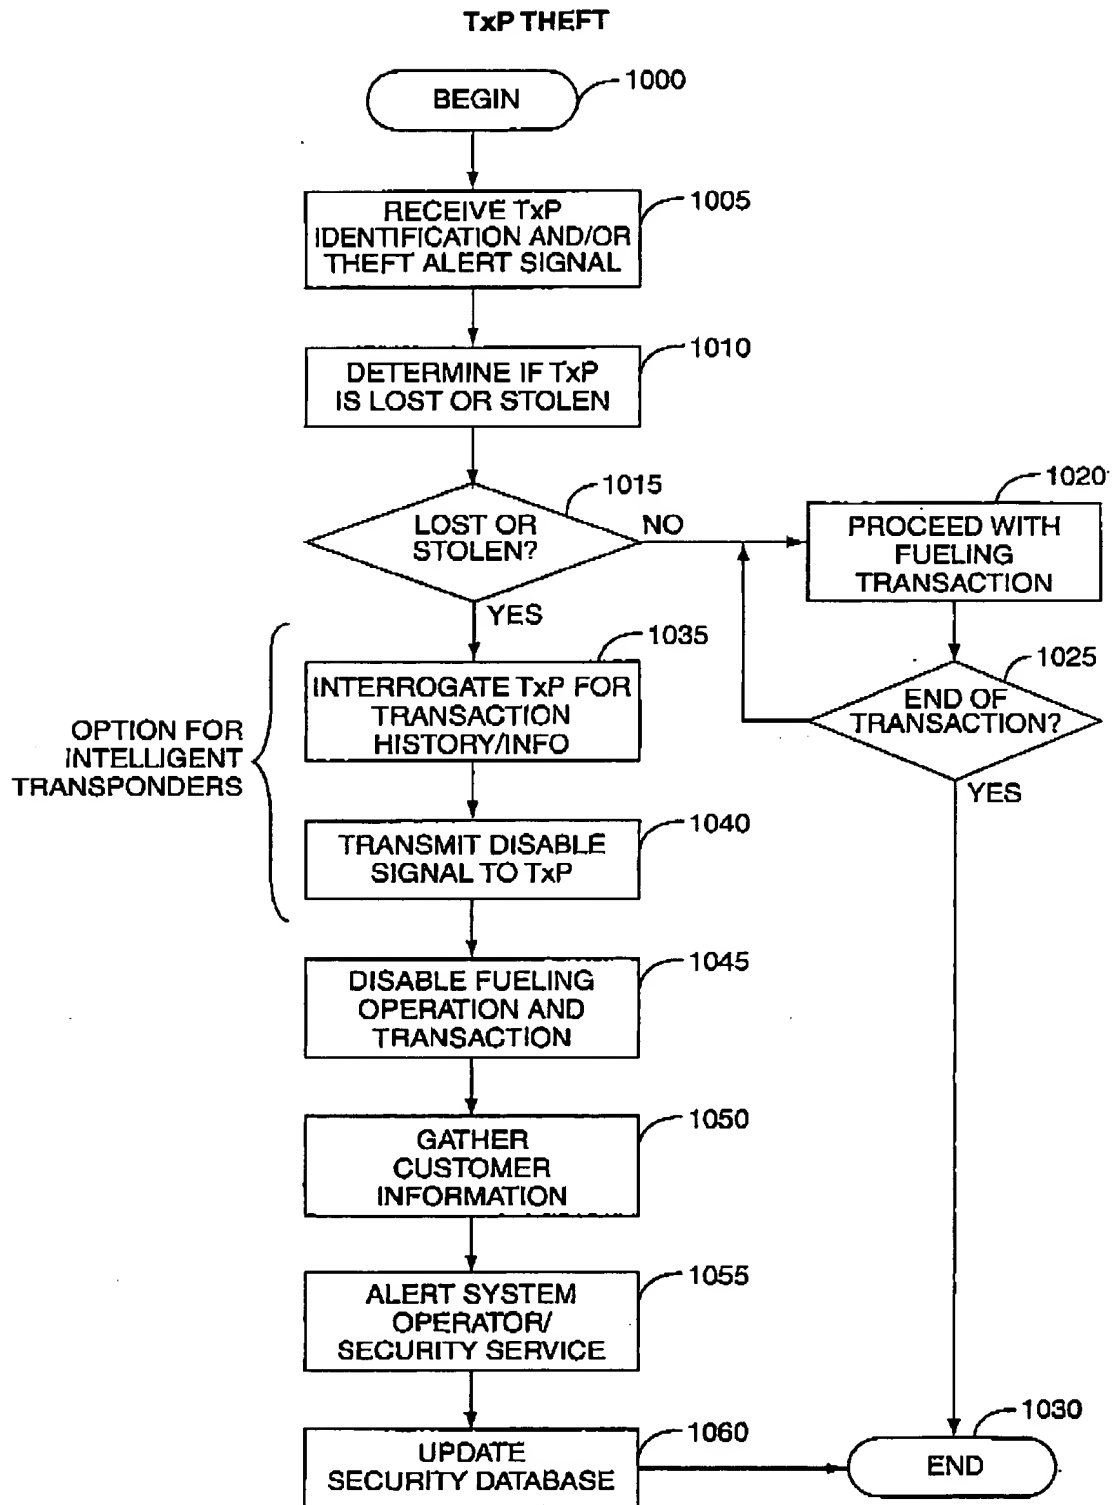 TxP THEFT
BEGIN
1000
RECEIVE TxP
IDENTIFICATION AND/OR
THEFT ALERT SIGNAL
1005
DETERMINE IF TxP
IS LOST OR STOLEN
1010
LOST OR
STOLEN?
1015
NO
YES
PROCEED WITH
FUELING
TRANSACTION
1020
END OF
TRANSACTION?
1025
YES
OPTION FOR
INTELLIGENT
TRANSPONDERS
INTERROGATE TxP FOR
TRANSACTION
HISTORY/INFO
1035
TRANSMIT DISABLE
SIGNAL TO TxP
1040
DISABLE FUELING
OPERATION AND
TRANSACTION
1045
GATHER
CUSTOMER
INFORMATION
1050
ALERT SYSTEM
OPERATOR/
SECURITY SERVICE
1055
UPDATE
SECURITY DATABASE
1060
END
1030